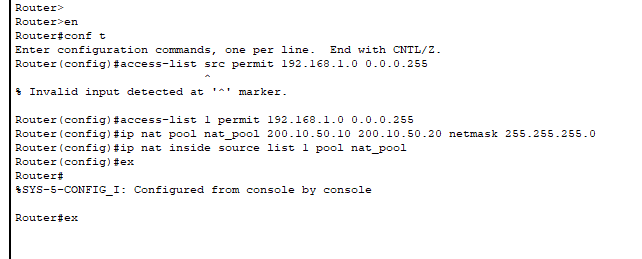 Router>
Router>en
Router#conf t
Enter configuration commands, one per line.  End with CNTL/Z.
Router(config)#access-list src permit 192.168.1.0 0.0.0.255
^
% Invalid input detected at '^' marker.
Router(config)#access-list 1 permit 192.168.1.0 0.0.0.255
Router(config)#ip nat pool nat_pool 200.10.50.10 200.10.50.20 netmask 255.255.255.0
Router(config)#ip nat inside source list 1 pool nat_pool
Router(config)#ex
Router#
%SYS-5-CONFIG_I: Configured from console by console
Router#ex